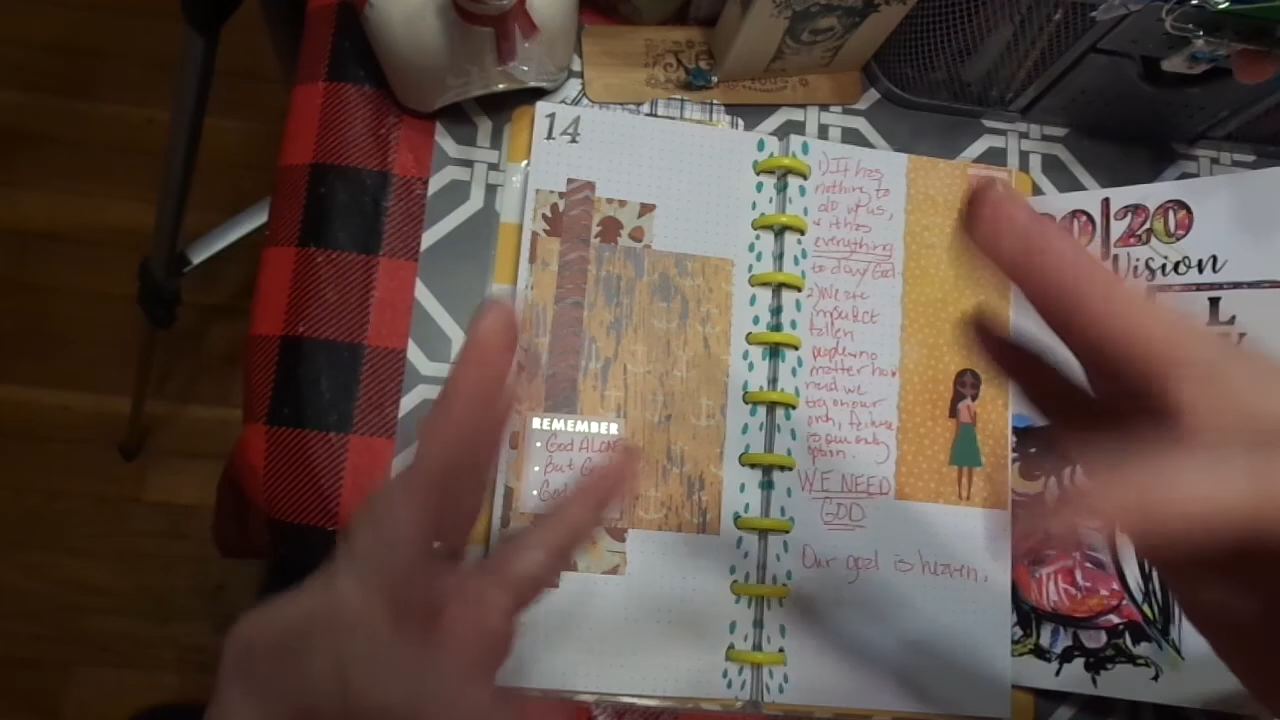 14
REMEMBER
• God ALONE
• But
•God
1) It has
nothing to
do w us,
+ it has
everything
to do w/ God.
2) We are
imperfect
fallen
people no
matter how
hard we
try on our
own, failure
is our only
option.
WE NEED
GOD
Our goal is heaven.
20|20
Vision
L